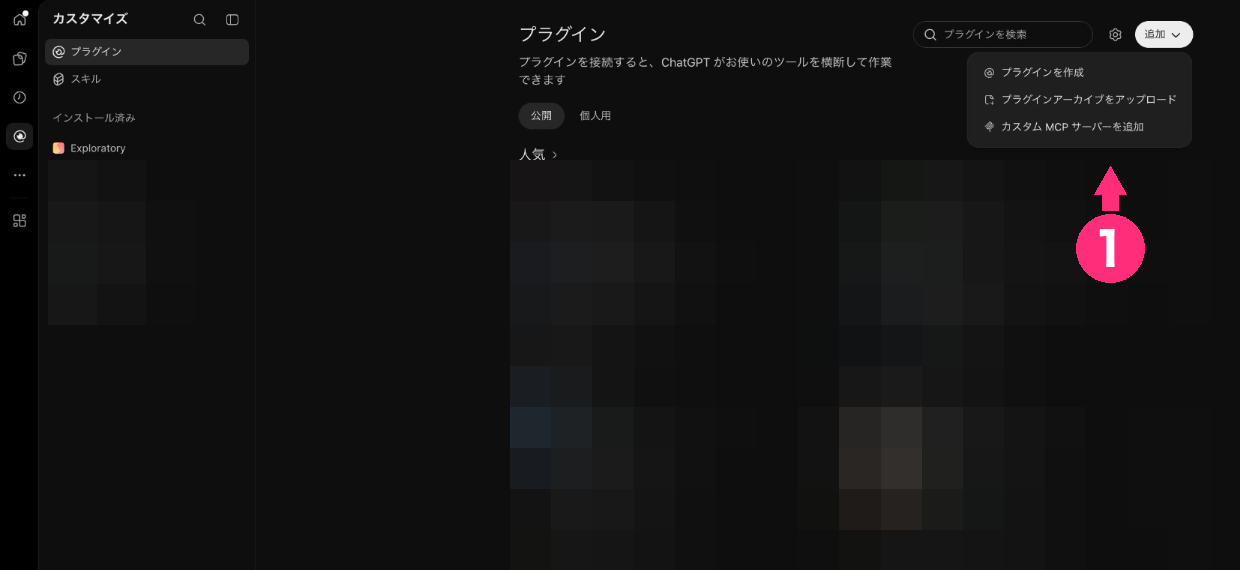 カスタマイズ
プラグイン
スキル
インストール済み
Exploratory
プラグイン
プラグインを検索
追加
プラグインを接続すると、ChatGPT がお使いのツールを横断して作業
できます
公開
個人用
人気
プラグインを作成
プラグインアーカイブをアップロード
カスタム MCP サーバーを追加
1